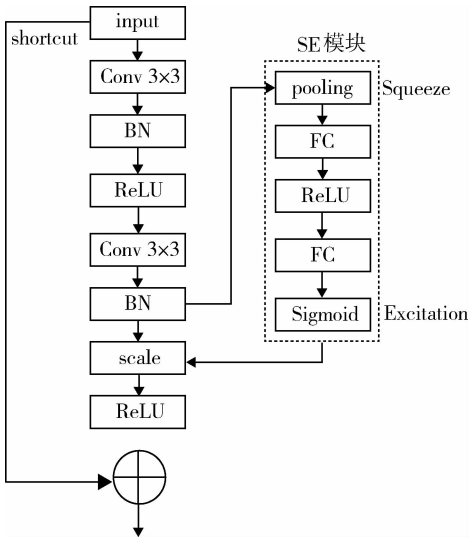 input
shortcut
Conv 3×3
BN
ReLU
Conv 3×3
BN
scale
ReLU
SE模块
pooling
Squeeze
FC
ReLU
FC
Sigmoid
Excitation